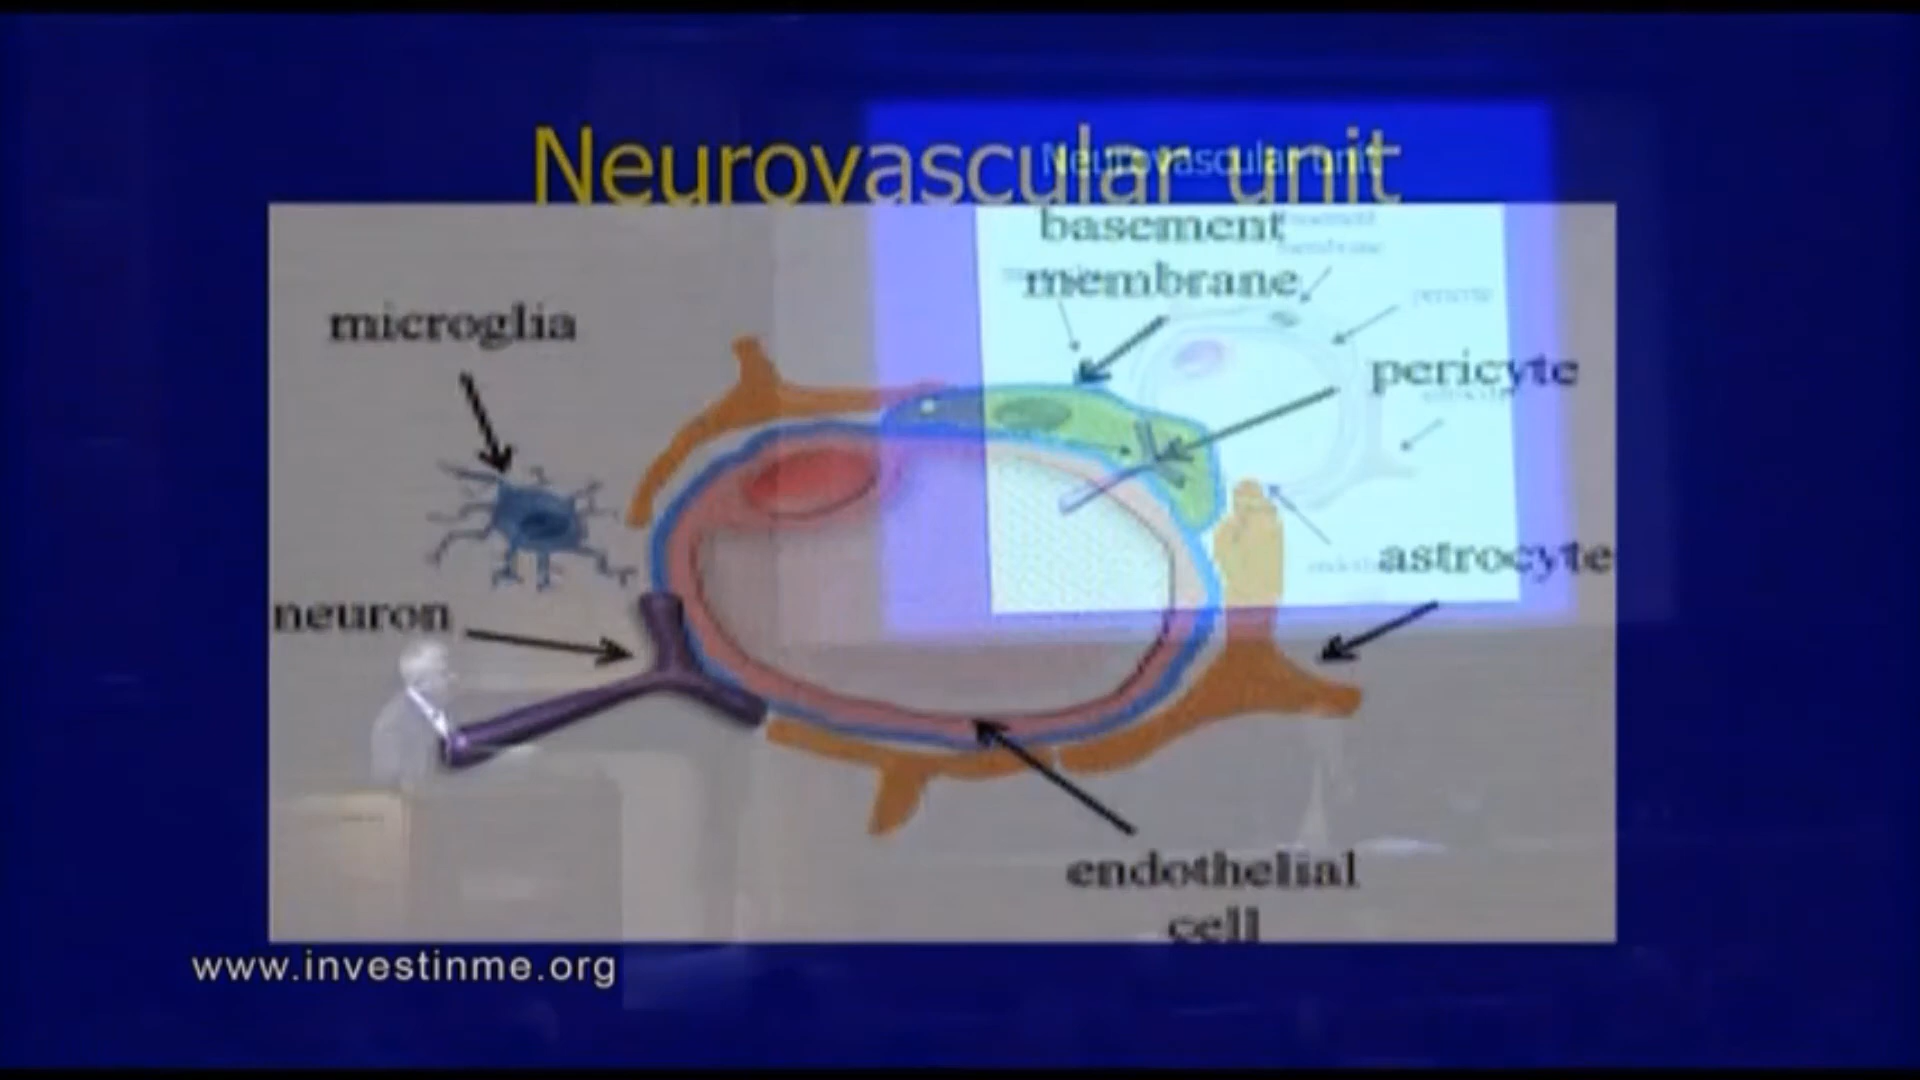 Neurovascular unit
Neurovascular unit
basement
membrane
microglia
pericyte
astrocyte
neuron
endothelial
cell
www.investinme.org